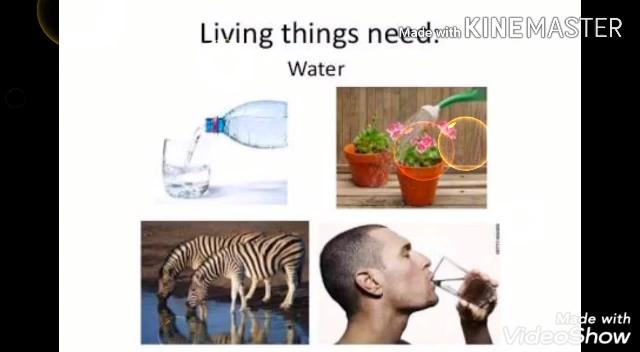 Living things need:
Made with KINEMASTER
Water
Made with
VideoShow